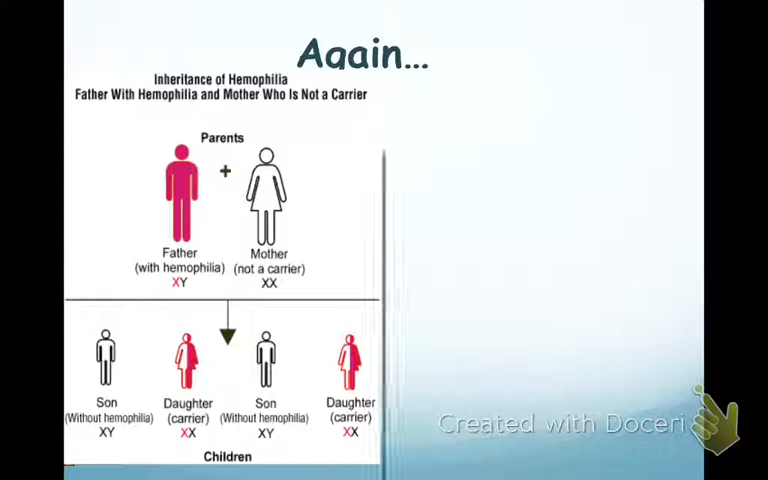 Again...
Inheritance of Hemophilia
Father With Hemophilia and Mother Who Is Not a Carrier
Parents
+
Father Mother
(with hemophilia) (not a carrier)
XY XX
Son Daughter Son Daughter
(Without hemophilia) (carrier) (Without hemophilia) (carrier)
XY XX XY XX
Children
Created with Doceri